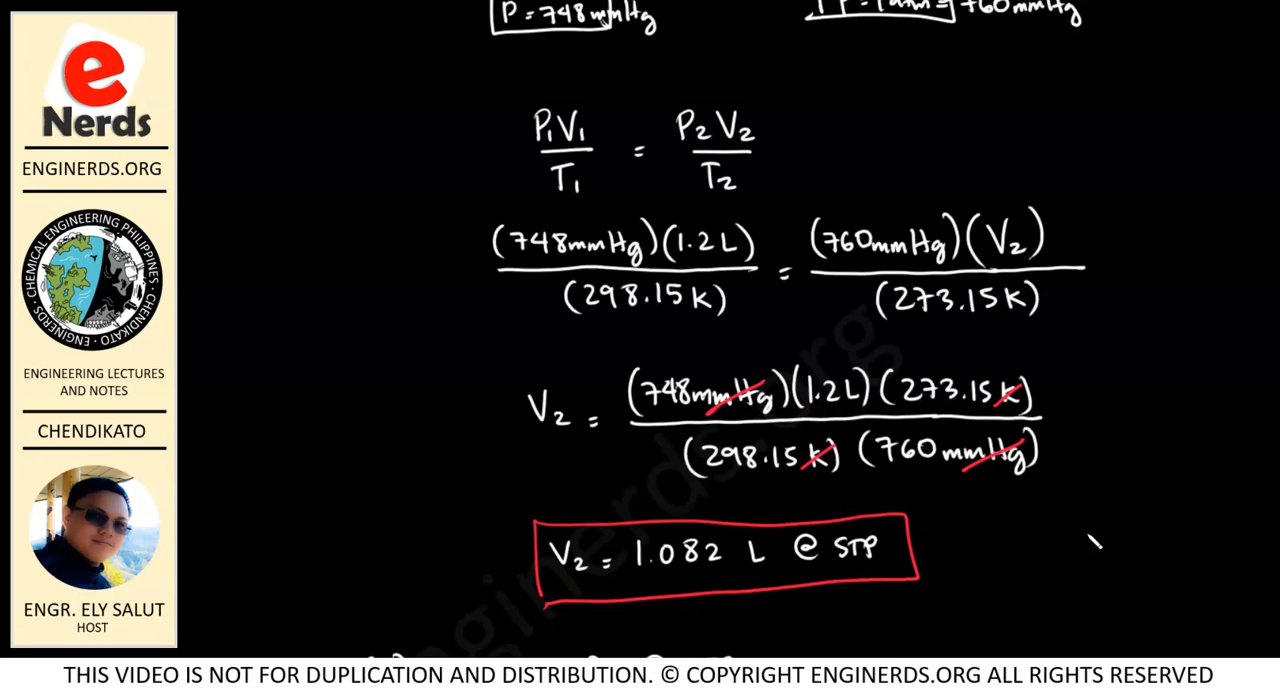 e
Nerds
ENGINERDS.ORG
CHEMICAL ENGINEERING PHILIPPINES
CHENDIKATO - ENGINERDS
ENGINEERING LECTURES
AND NOTES
CHENDIKATO
ENGR. ELY SALUT
HOST
P = 748 mmHg
760 mmHg
P₁V₁ / T₁ = P₂V₂ / T₂
(748mmHg)(1.2L) / (298.15K) = (760mmHg)(V₂) / (273.15K)
V₂ = (748mmHg)(1.2L)(273.15K) / (298.15K)(760mmHg)
V₂ = 1.082 L @ STP
enginerds.org
THIS VIDEO IS NOT FOR DUPLICATION AND DISTRIBUTION. © COPYRIGHT ENGINERDS.ORG ALL RIGHTS RESERVED